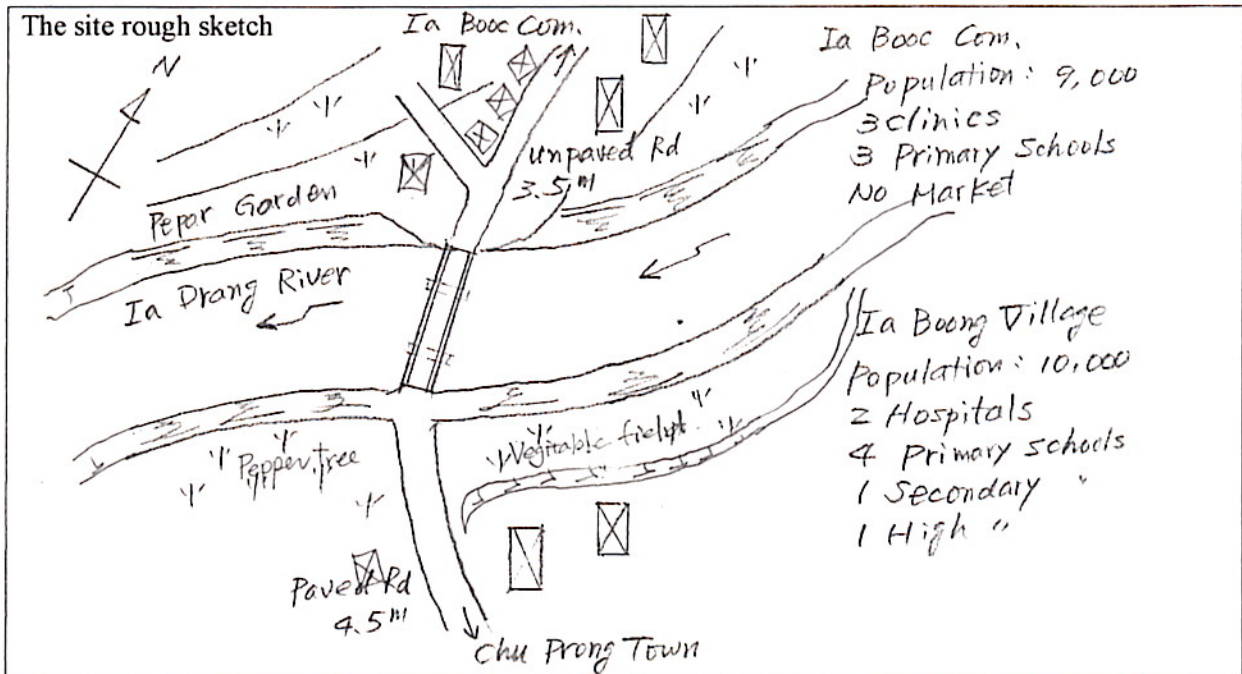 The site rough sketch
Ia Booc Com.
N
Ia Booc Com.
Population: 9,000
3 Clinics
3 Primary Schools
No Market
Unpaved Rd
3.5m
Pepar Garden
Ia Drang River
Ia Boong Village
Population: 10,000
2 Hospitals
4 Primary schools
1 Secondary "
1 High "
Pepper tree
Vegitable
Paved Rd
4.5m
Chu Prong Town